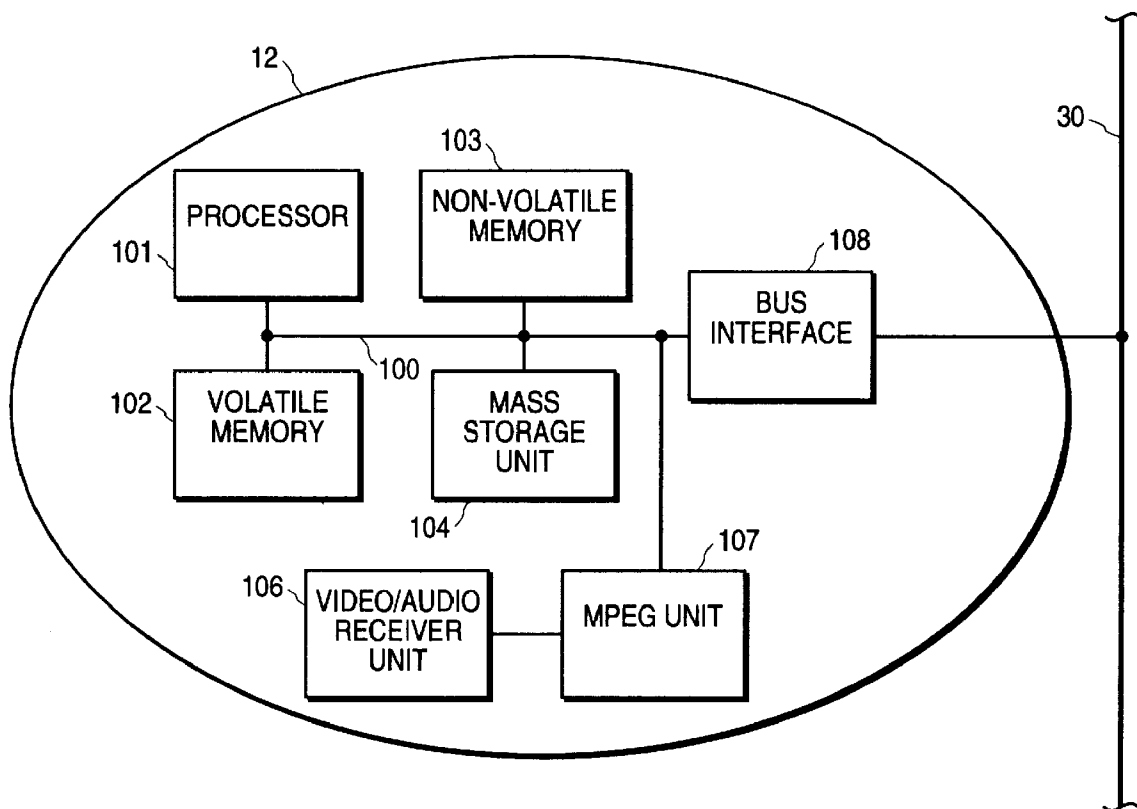 12
30
103
PROCESSOR
NON-VOLATILE
MEMORY
101
108
BUS
INTERFACE
100
102
VOLATILE
MEMORY
MASS
STORAGE
UNIT
104
107
106
VIDEO/AUDIO
RECEIVER
UNIT
MPEG UNIT